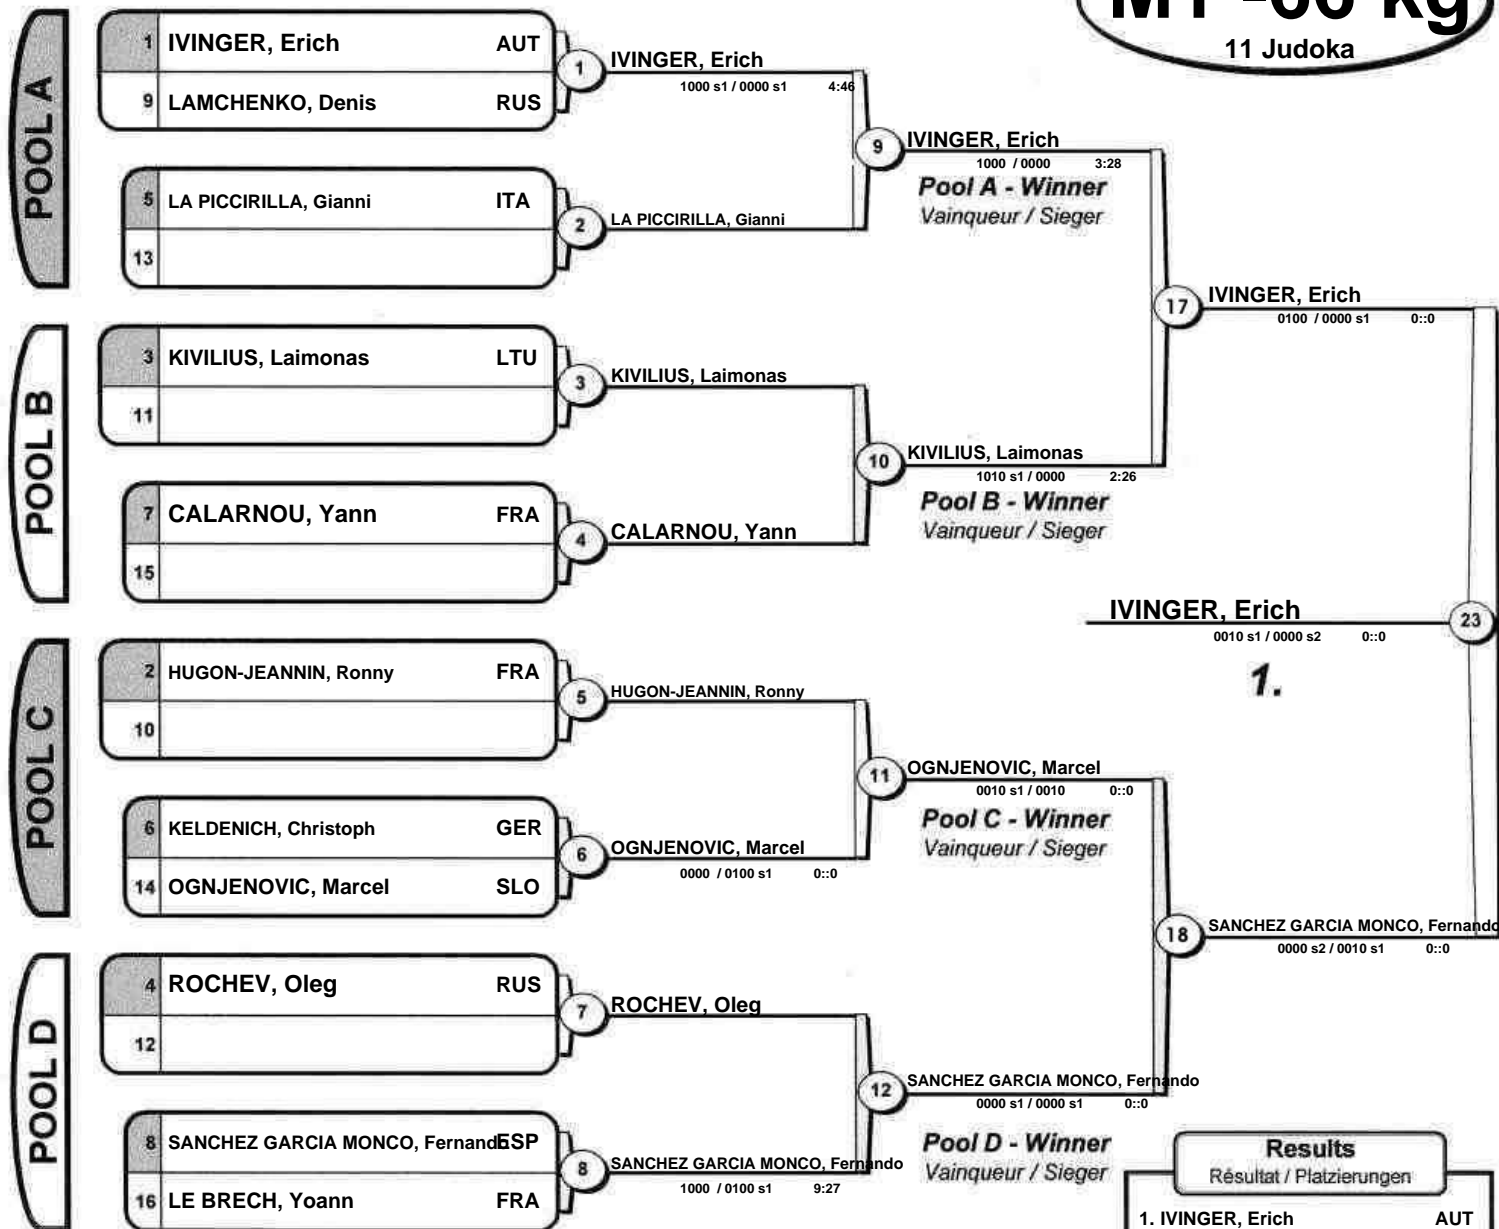 M1 -66 kg
11 Judoka
POOL A
1 IVINGER, Erich AUT
9 LAMCHENKO, Denis RUS
1
IVINGER, Erich
1000 s1 / 0000 s1 4:46
5 LA PICCIRILLA, Gianni ITA
13
2
LA PICCIRILLA, Gianni
9
IVINGER, Erich
1000 / 0000 3:28
Pool A - Winner
Vainqueur / Sieger
POOL B
3 KIVILIUS, Laimonas LTU
11
3
KIVILIUS, Laimonas
7 CALARNOU, Yann FRA
15
4
CALARNOU, Yann
10
KIVILIUS, Laimonas
1010 s1 / 0000 2:26
Pool B - Winner
Vainqueur / Sieger
17
IVINGER, Erich
0100 / 0000 s1 0::0
IVINGER, Erich
0010 s1 / 0000 s2 0::0
23
1.
POOL C
2 HUGON-JEANNIN, Ronny FRA
10
5
HUGON-JEANNIN, Ronny
6 KELDENICH, Christoph GER
14 OGNJENOVIC, Marcel SLO
6
OGNJENOVIC, Marcel
0000 / 0100 s1 0::0
11
OGNJENOVIC, Marcel
0010 s1 / 0010 0::0
Pool C - Winner
Vainqueur / Sieger
18
SANCHEZ GARCIA MONCO, Fernando
0000 s2 / 0010 s1 0::0
POOL D
4 ROCHEV, Oleg RUS
12
7
ROCHEV, Oleg
8 SANCHEZ GARCIA MONCO, Fernando ESP
16 LE BRECH, Yoann FRA
8
SANCHEZ GARCIA MONCO, Fernando
1000 / 0100 s1 9:27
12
SANCHEZ GARCIA MONCO, Fernando
0000 s1 / 0000 s1 0::0
Pool D - Winner
Vainqueur / Sieger
Results
Résultat / Platzierungen
1. IVINGER, Erich AUT